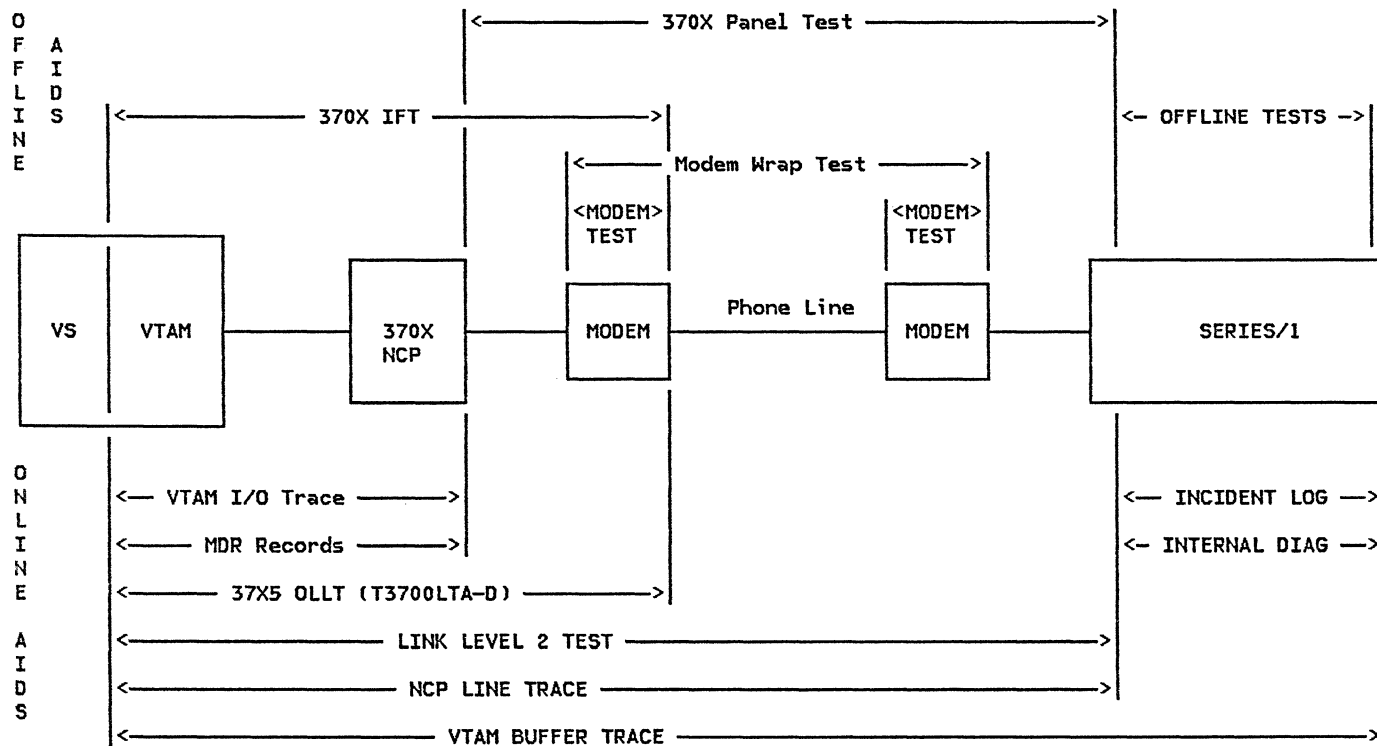 OFFLINE
AIDS
<— 370X Panel Test —>
<— 370X IFT —>
<— OFFLINE TESTS —>
<— Modem Wrap Test —>
<MODEM>
TEST
<MODEM>
TEST
VS
VTAM
370X
NCP
MODEM
Phone Line
MODEM
SERIES/1
ONLINE
AIDS
<— VTAM I/O Trace —>
<— INCIDENT LOG —>
<— MDR Records —>
<— INTERNAL DIAG —>
<— 37X5 OLLT (T3700LTA-D) —>
<— LINK LEVEL 2 TEST —>
<— NCP LINE TRACE —>
<— VTAM BUFFER TRACE —>